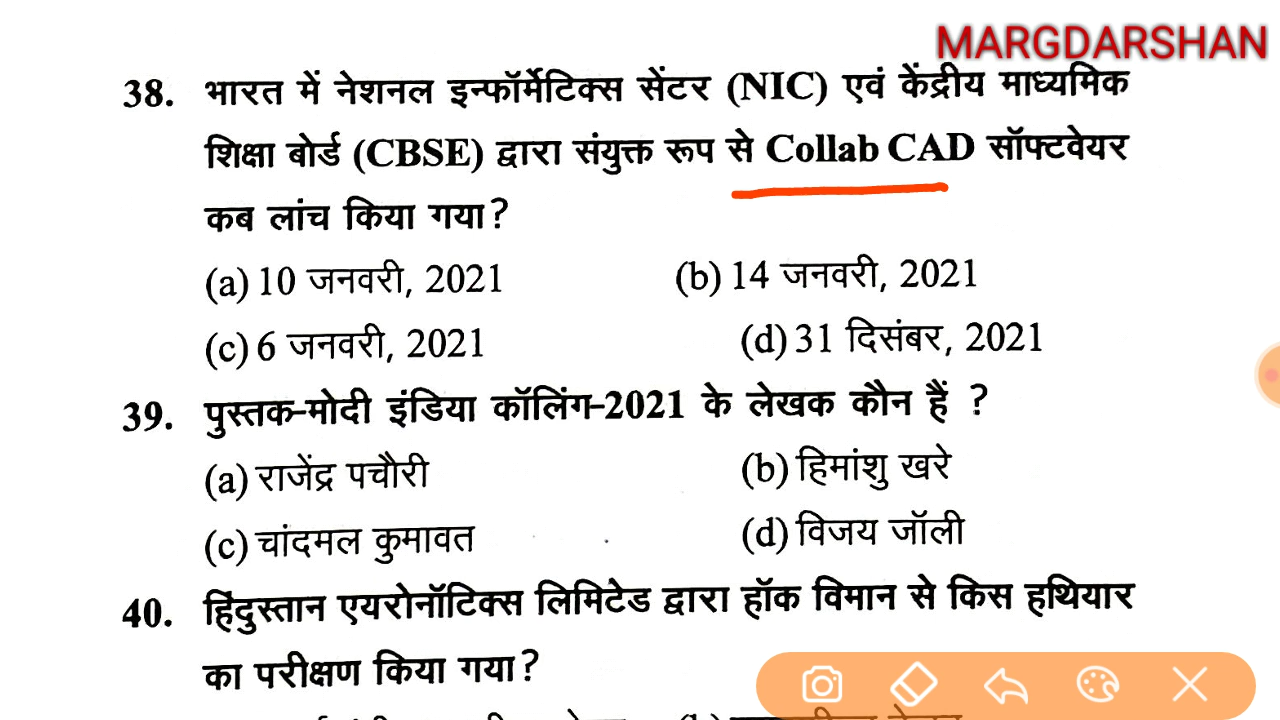 MARGDARSHAN
38. भारत में नेशनल इन्फॉर्मेटिक्स सेंटर (NIC) एवं केंद्रीय माध्यमिक
शिक्षा बोर्ड (CBSE) द्वारा संयुक्त रूप से Collab CAD सॉफ्टवेयर
कब लांच किया गया?
(a) 10 जनवरी, 2021 (b) 14 जनवरी, 2021
(c) 6 जनवरी, 2021 (d) 31 दिसंबर, 2021
39. पुस्तक-मोदी इंडिया कॉलिंग-2021 के लेखक कौन हैं ?
(a) राजेंद्र पचौरी (b) हिमांशु खरे
(c) चांदमल कुमावत (d) विजय जॉली
40. हिंदुस्तान एयरोनॉटिक्स लिमिटेड द्वारा हॉक विमान से किस हथियार
का परीक्षण किया गया?